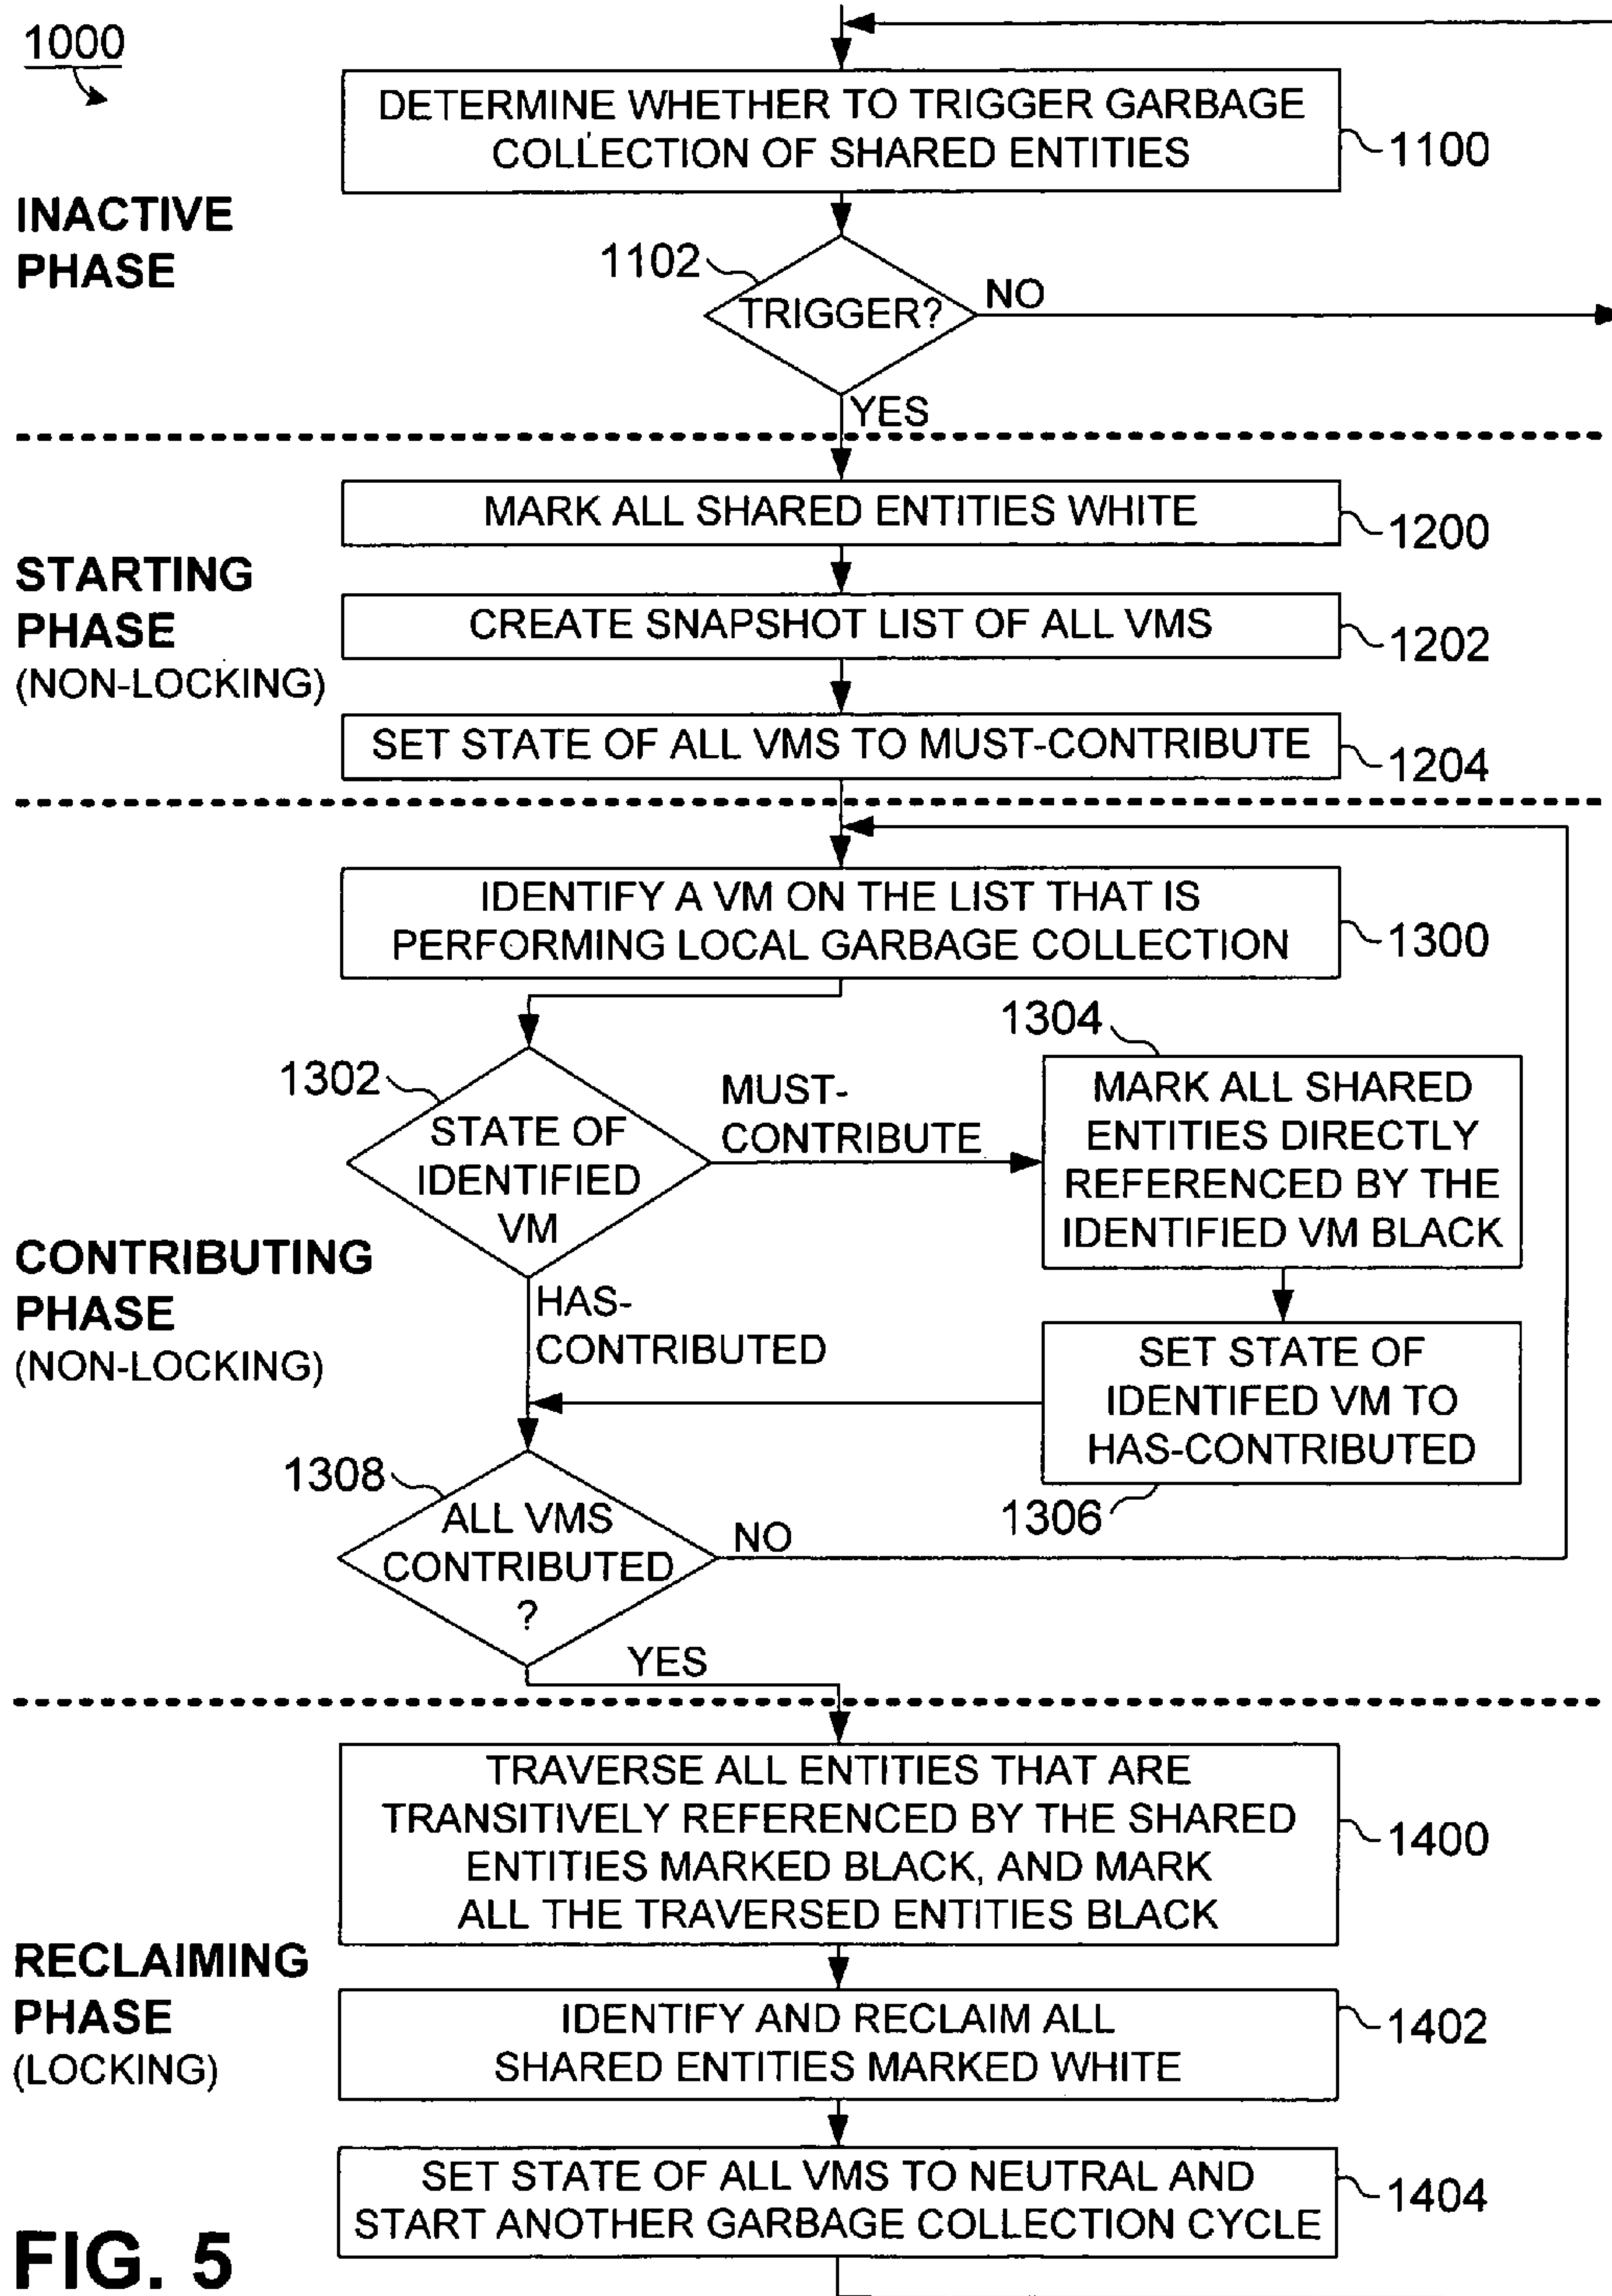 1000
DETERMINE WHETHER TO TRIGGER GARBAGE
COLLECTION OF SHARED ENTITIES
1100
INACTIVE
PHASE
1102
TRIGGER?
NO
YES
MARK ALL SHARED ENTITIES WHITE
1200
STARTING
PHASE
(NON-LOCKING)
CREATE SNAPSHOT LIST OF ALL VMS
1202
SET STATE OF ALL VMS TO MUST-CONTRIBUTE
1204
IDENTIFY A VM ON THE LIST THAT IS
PERFORMING LOCAL GARBAGE COLLECTION
1300
1302
STATE OF
IDENTIFIED
VM
MUST-
CONTRIBUTE
1304
MARK ALL SHARED
ENTITIES DIRECTLY
REFERENCED BY THE
IDENTIFIED VM BLACK
CONTRIBUTING
PHASE
(NON-LOCKING)
HAS-
CONTRIBUTED
SET STATE OF
IDENTIFED VM TO
HAS-CONTRIBUTED
1306
1308
ALL VMS
CONTRIBUTED
?
NO
YES
TRAVERSE ALL ENTITIES THAT ARE
TRANSITIVELY REFERENCED BY THE SHARED
ENTITIES MARKED BLACK, AND MARK
ALL THE TRAVERSED ENTITIES BLACK
1400
RECLAIMING
PHASE
(LOCKING)
IDENTIFY AND RECLAIM ALL
SHARED ENTITIES MARKED WHITE
1402
SET STATE OF ALL VMS TO NEUTRAL AND
START ANOTHER GARBAGE COLLECTION CYCLE
1404
FIG. 5